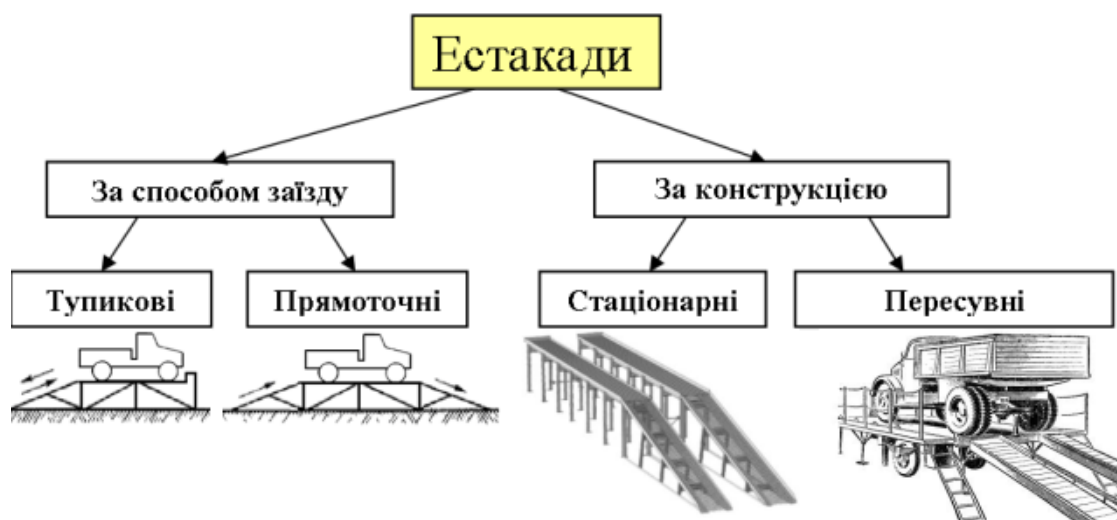 Естакади
За способом заїзду
За конструкцією
Тупикові
Прямоточні
Стаціонарні
Пересувні